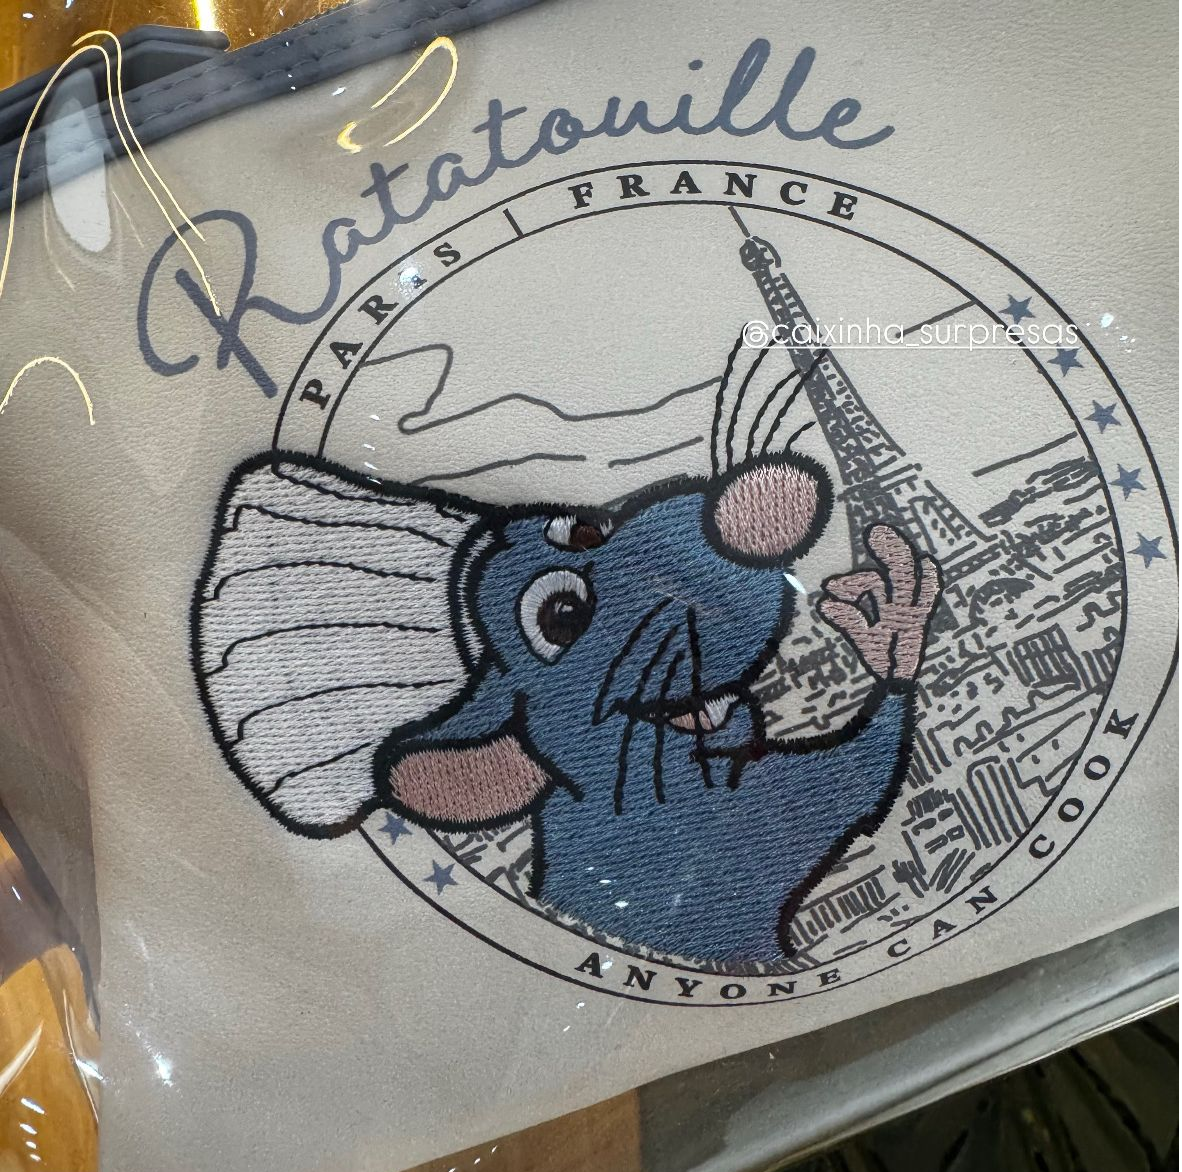 Ratatouille
PARIS | FRANCE
@caixinha_surpresas
ANYONE CAN COOK